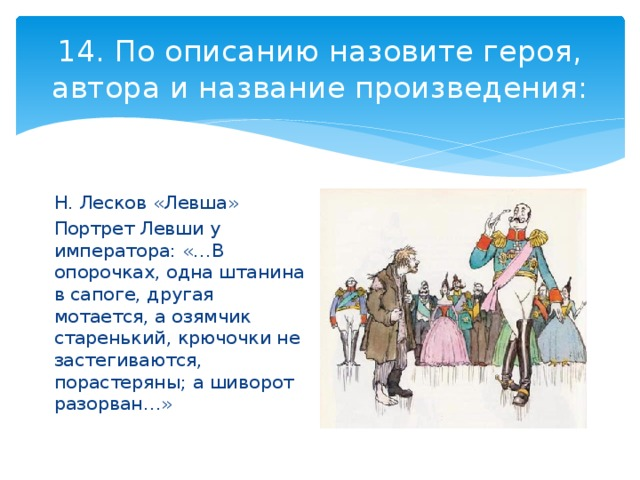 14. По описанию назовите героя,
автора и название произведения:
Н. Лесков «Левша»
Портрет Левши у
императора: «…В
опорочках, одна штанина
в сапоге, другая
мотается, а озямчик
старенький, крючочки не
застегиваются,
порастеряны; а шиворот
разорван…»